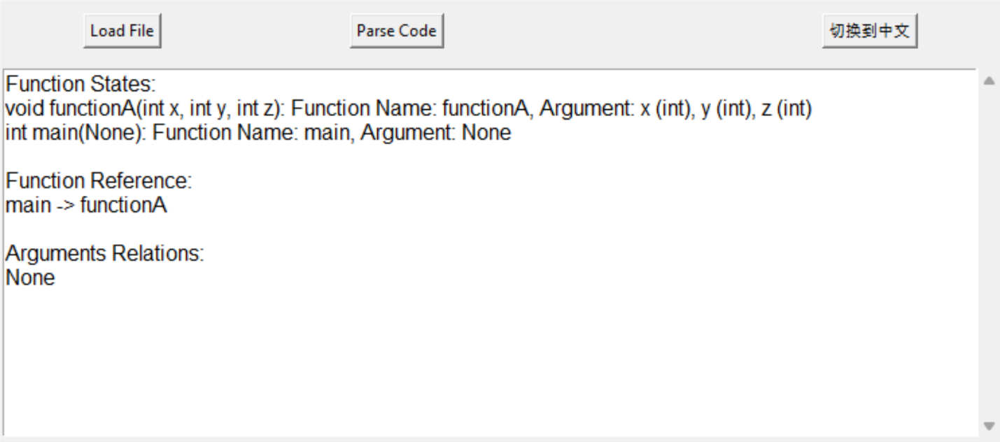 Load File
Parse Code
切换到中文
Function States:
void functionA(int x, int y, int z): Function Name: functionA, Argument: x (int), y (int), z (int)
int main(None): Function Name: main, Argument: None
Function Reference:
main -> functionA
Arguments Relations:
None